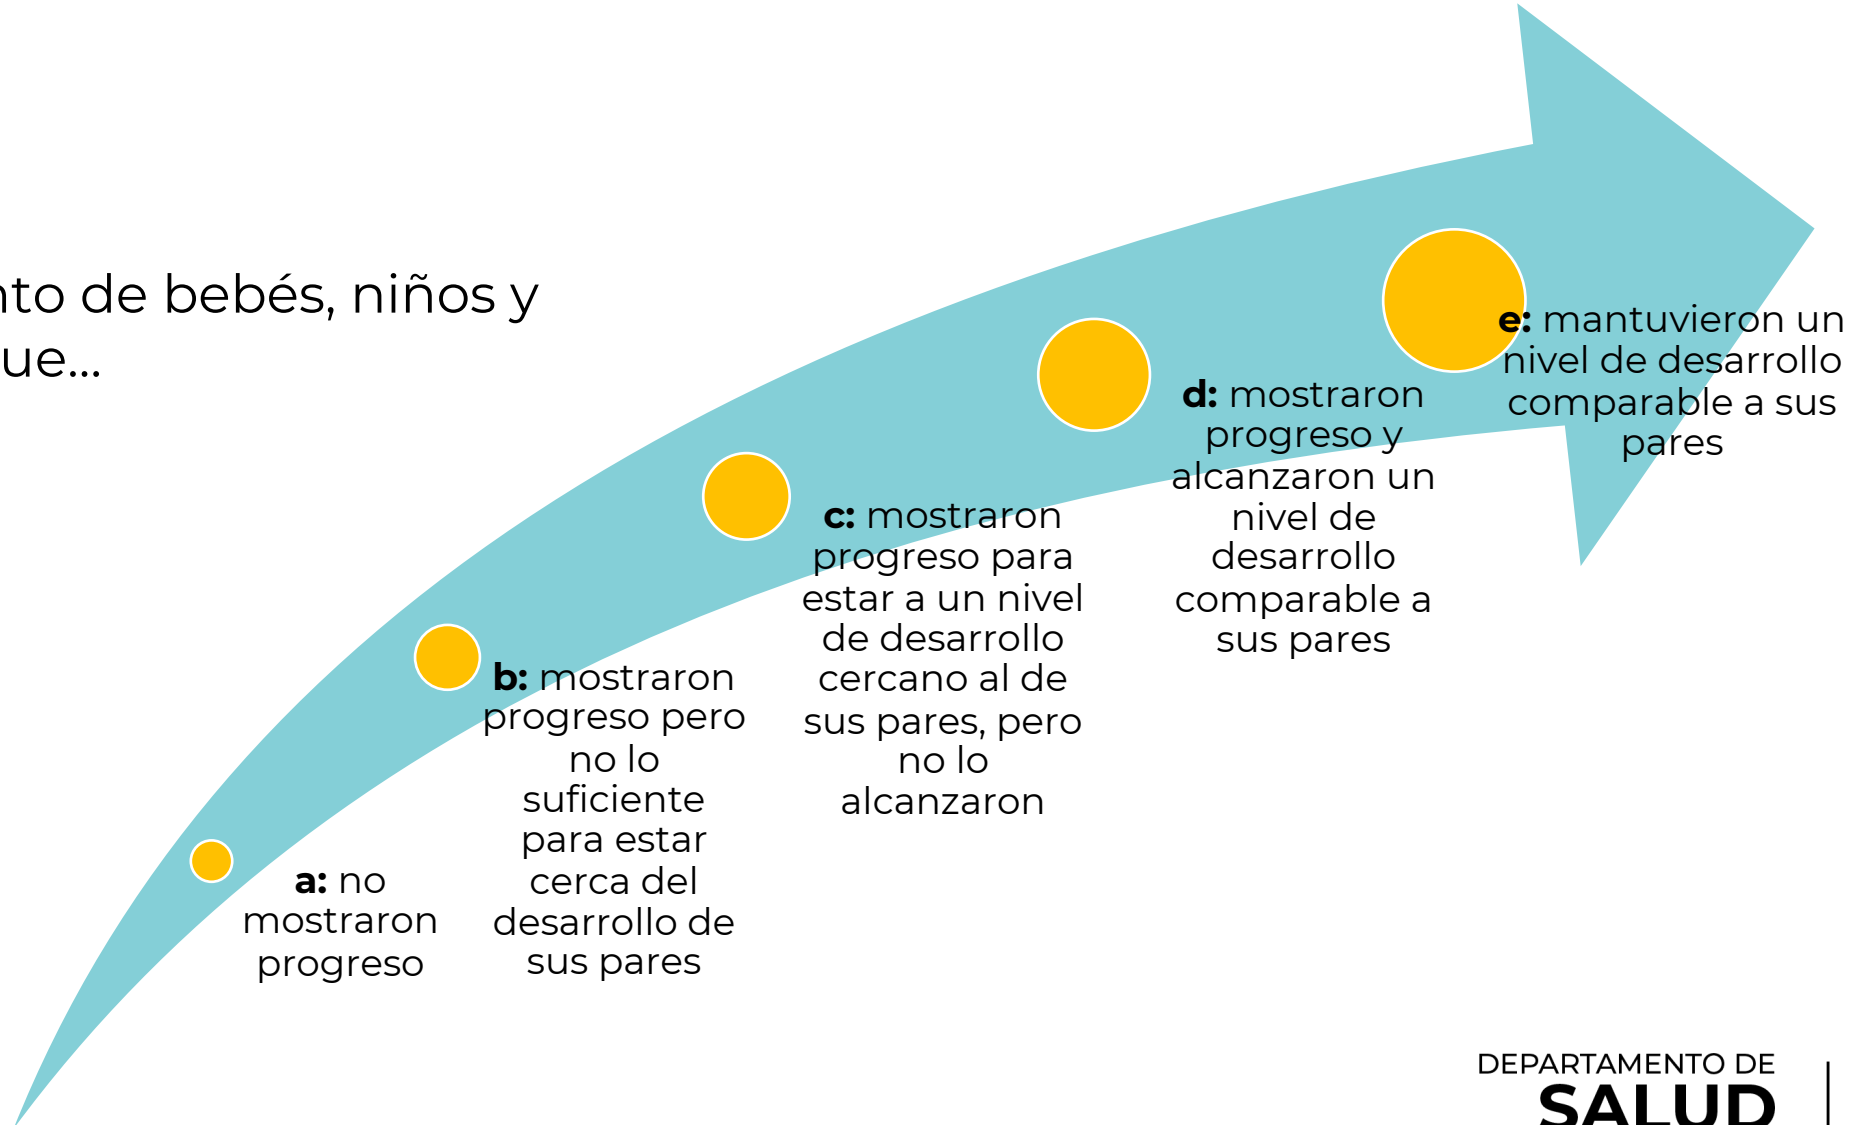 de bebés, niños y
a: no
mostraron
progreso
b: mostraron
progreso pero
no lo
suficiente
para estar
cerca del
desarrollo de
sus pares
c: mostraron
progreso para
estar a un nivel
de desarrollo
cercano al de
sus pares, pero
no lo
alcanzaron
d: mostraron
progreso y
alcanzaron un
nivel de
desarrollo
comparable a
sus pares
e: mantuvieron un
nivel de desarrollo
comparable a sus
pares
DEPARTAMENTO DE
SALUD